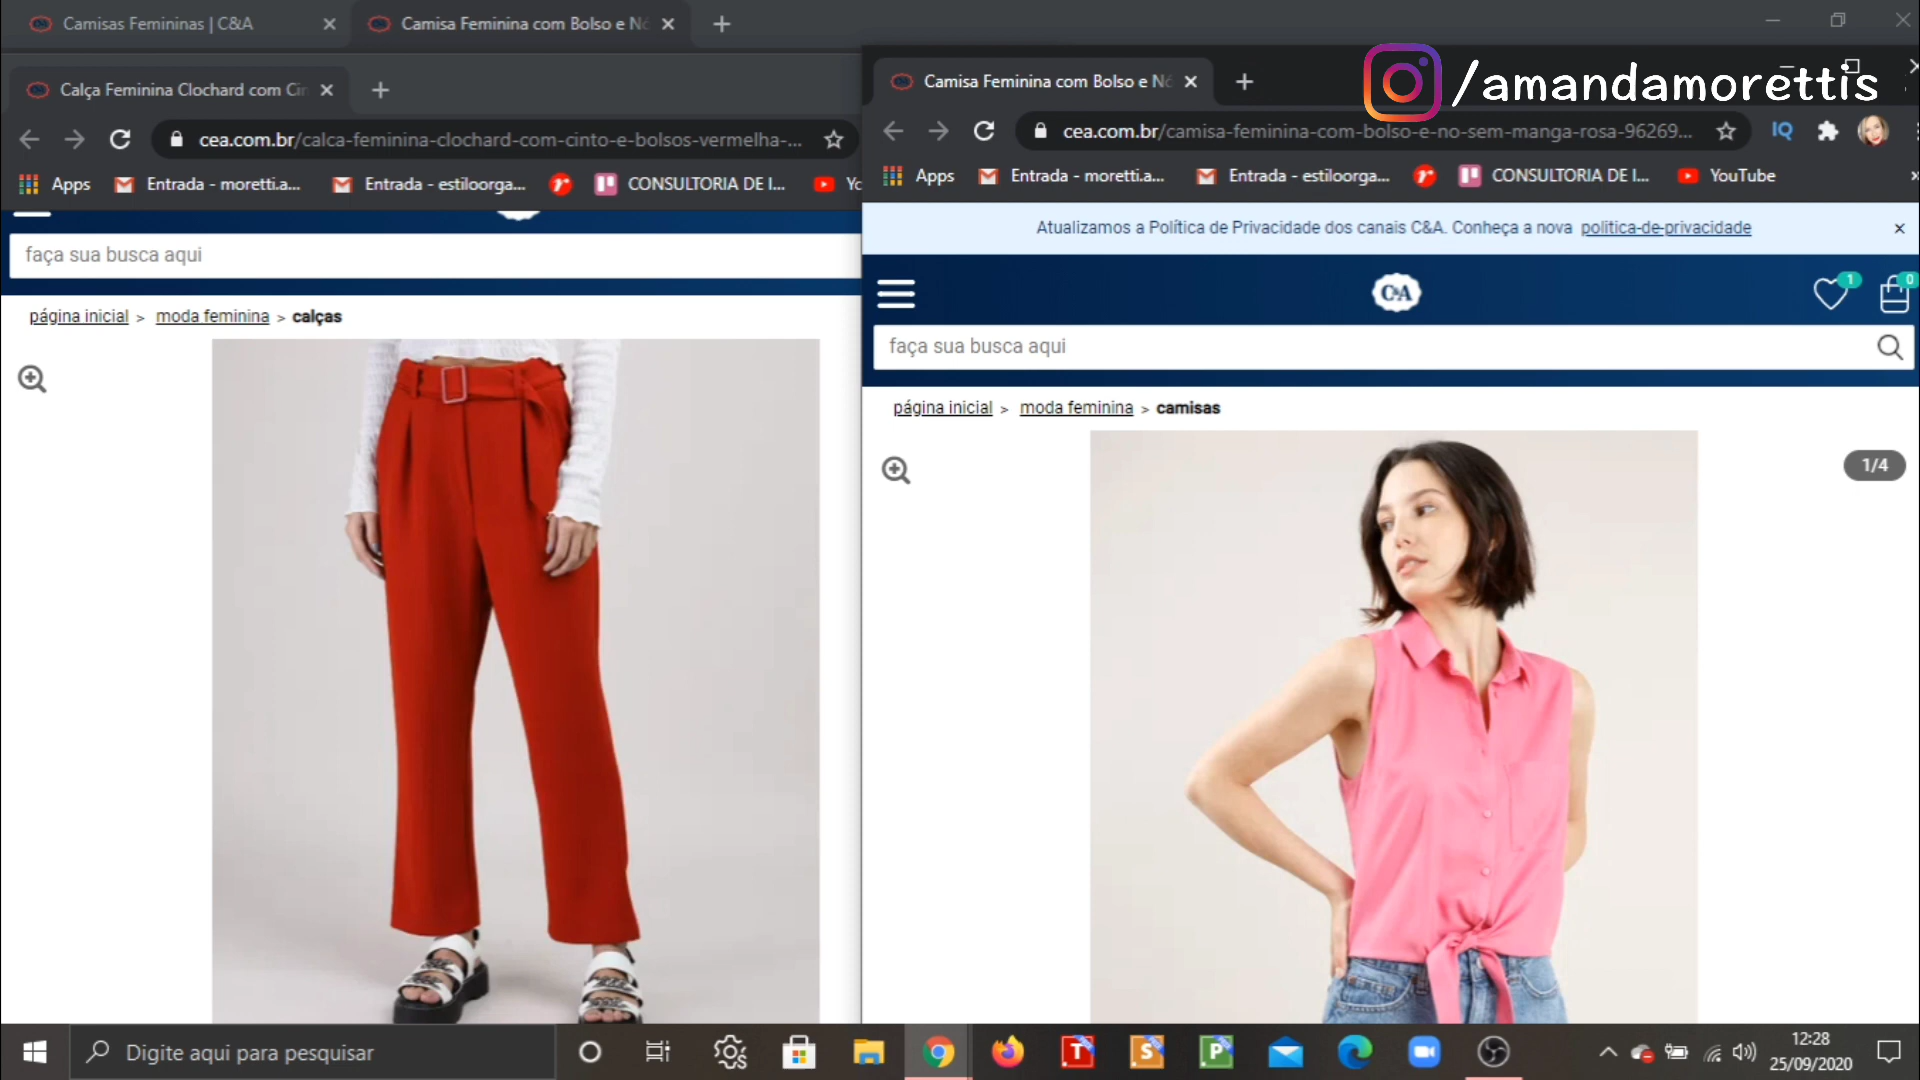 Camisas Femininas | C&A
Camisa Feminina com Bolso e Nó
Calça Feminina Clochard com Cin
cea.com.br/calca-feminina-clochard-com-cinto-e-bolsos-vermelha-...
Apps
Entrada - moretti.a...
Entrada - estiloorga...
CONSULTORIA DE I...
faça sua busca aqui
página inicial > moda feminina > calças
Camisa Feminina com Bolso e Nó
/amandamorettis
cea.com.br/camisa-feminina-com-bolso-e-no-sem-manga-rosa-96269...
IQ
Apps
Entrada - moretti.a...
Entrada - estiloorga...
CONSULTORIA DE I...
YouTube
Atualizamos a Política de Privacidade dos canais C&A. Conheça a nova politica-de-privacidade
C&A
1
0
faça sua busca aqui
página inicial > moda feminina > camisas
1/4
Digite aqui para pesquisar
T
S
P
12:28
25/09/2020